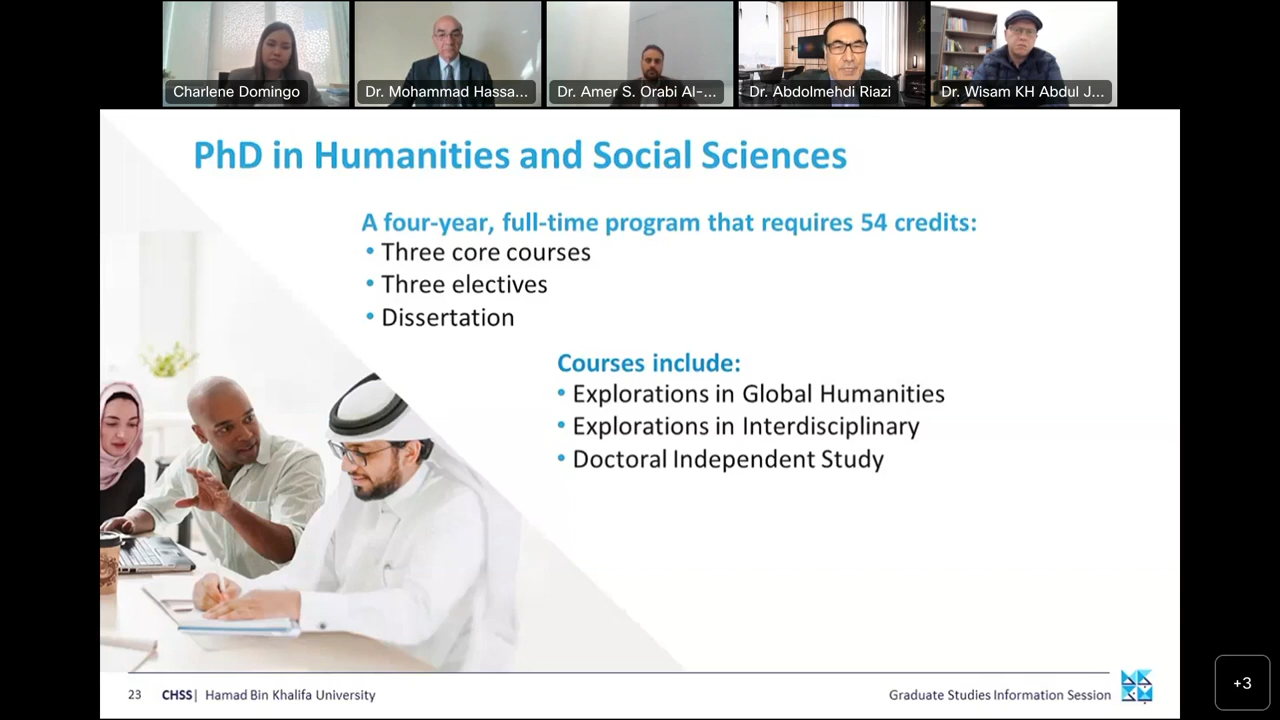 Charlene Domingo
Dr. Mohammad Hassa...
Dr. Amer S. Orabi Al-...
Dr. Abdolmehdi Riazi
Dr. Wisam KH Abdul J...
PhD in Humanities and Social Sciences
A four-year, full-time program that requires 54 credits:
• Three core courses
• Three electives
• Dissertation
Courses include:
• Explorations in Global Humanities
• Explorations in Interdisciplinary
• Doctoral Independent Study
23 CHSS| Hamad Bin Khalifa University
Graduate Studies Information Session
+3